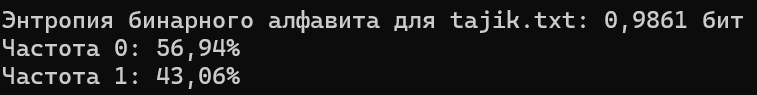 Энтропия бинарного алфавита для tajik.txt: 0,9861 бит
Частота 0: 56,94%
Частота 1: 43,06%